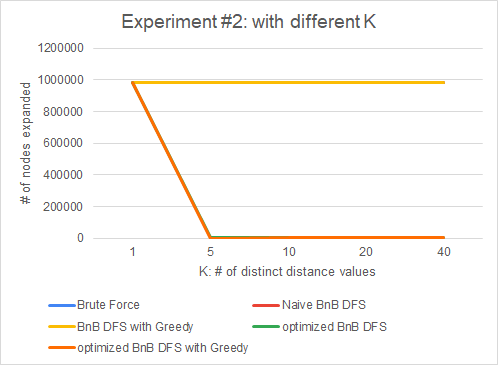 Experiment #2: with different K
1200000
1000000
800000
600000
400000
200000
0
# of nodes expanded
1 5 10 20 40
K: # of distinct distance values
Brute Force Naive BnB DFS
BnB DFS with Greedy optimized BnB DFS
optimized BnB DFS with Greedy